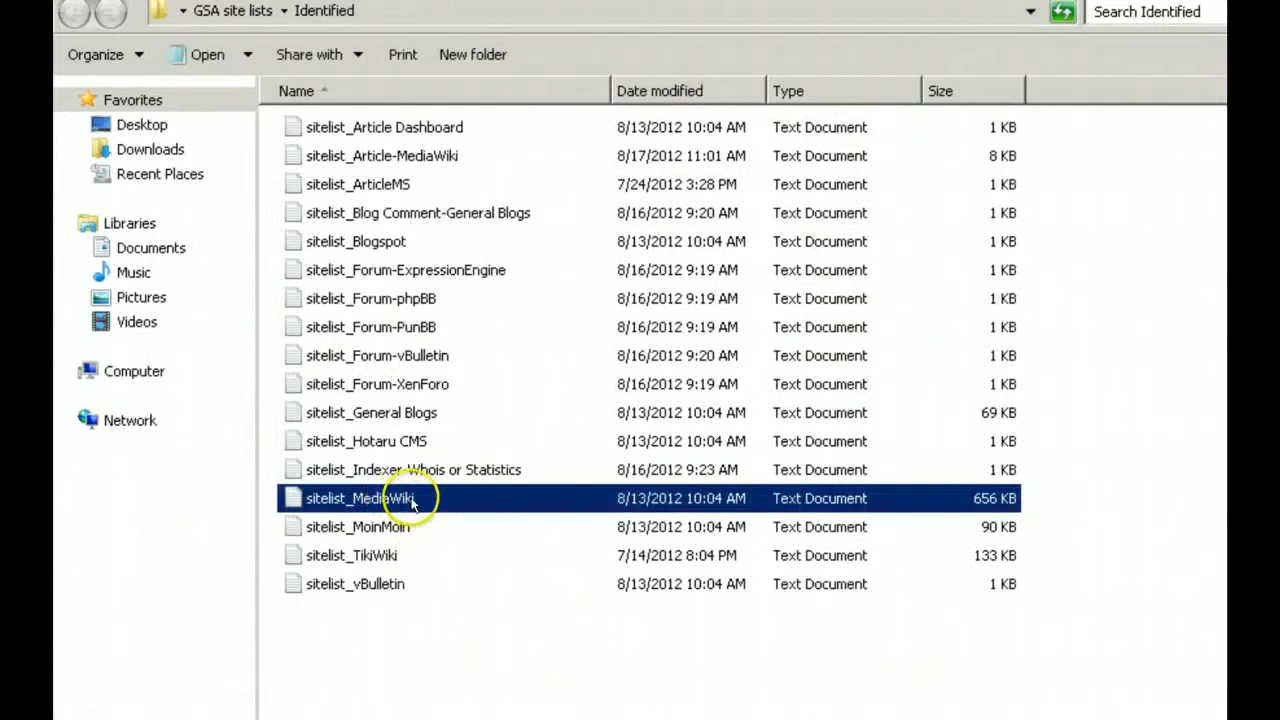 GSA site lists Identified Search Identified
Organize Open Share with Print New folder
Favorites
Desktop
Downloads
Recent Places
Libraries
Documents
Music
Pictures
Videos
Computer
Network
Name Date modified Type Size
sitelist_Article Dashboard 8/13/2012 10:04 AM Text Document 1 KB
sitelist_Article-MediaWiki 8/17/2012 11:01 AM Text Document 8 KB
sitelist_ArticleMS 7/24/2012 3:28 PM Text Document 1 KB
sitelist_Blog Comment-General Blogs 8/16/2012 9:20 AM Text Document 1 KB
sitelist_Blogspot 8/13/2012 10:04 AM Text Document 1 KB
sitelist_Forum-ExpressionEngine 8/16/2012 9:19 AM Text Document 1 KB
sitelist_Forum-phpBB 8/16/2012 9:19 AM Text Document 1 KB
sitelist_Forum-PunBB 8/16/2012 9:19 AM Text Document 1 KB
sitelist_Forum-vBulletin 8/16/2012 9:20 AM Text Document 1 KB
sitelist_Forum-XenForo 8/16/2012 9:19 AM Text Document 1 KB
sitelist_General Blogs 8/13/2012 10:04 AM Text Document 69 KB
sitelist_Hotaru CMS 8/13/2012 10:04 AM Text Document 1 KB
sitelist_Indexer-Whois or Statistics 8/16/2012 9:23 AM Text Document 1 KB
sitelist_MediaWiki 8/13/2012 10:04 AM Text Document 656 KB
sitelist_MoinMoin 8/13/2012 10:04 AM Text Document 90 KB
sitelist_TikiWiki 7/14/2012 8:04 PM Text Document 133 KB
sitelist_vBulletin 8/13/2012 10:04 AM Text Document 1 KB